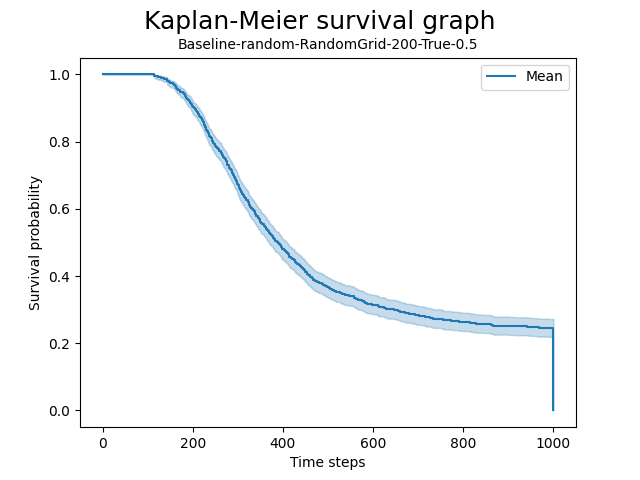 Kaplan-Meier survival graph
Baseline-random-RandomGrid-200-True-0.5
Mean
1.0
0.8
0.6
0.4
0.2
0.0
Survival probability
0 200 400 600 800 1000
Time steps